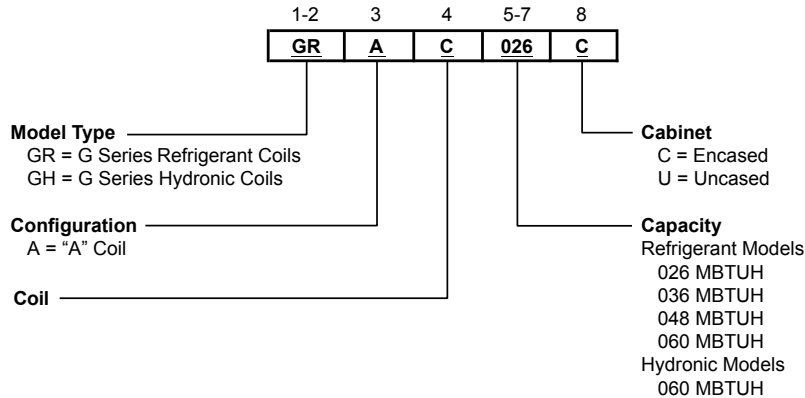 1-2 3 4 5-7 8
GR A C 026 C
Model Type
GR = G Series Refrigerant Coils
GH = G Series Hydronic Coils
Configuration
A = “A” Coil
Coil
Cabinet
C = Encased
U = Uncased
Capacity
Refrigerant Models
026 MBTUH
036 MBTUH
048 MBTUH
060 MBTUH
Hydronic Models
060 MBTUH